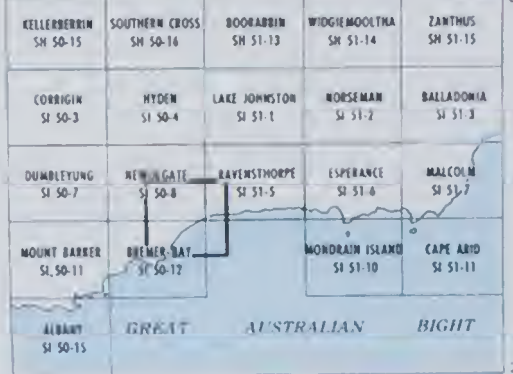 KELLERBERRIN SOUTHERN CROSS BOORABBIN WIDGIEMOOLTHA ZANTHUS
SH 50-15 SH 50-16 SH 51-13 SH 51-14 SH 51-15
CORRIGIN HYDEN LAKE JOHNSTON NORSEMAN BALLADONIA
SI 50-3 SI 50-4 SI 51-1 SI 51-2 SI 51-3
DUMBLEYUNG NEWDEGATE RAVENSTHORPE ESPERANCE MALCOLM
SI 50-7 SI 50-8 SI 51-5 SI 51-6 SI 51-7
MOUNT BARKER BREMER BAY MONDRAIN ISLAND CAPE ARID
SI 50-11 SI 50-12 SI 51-10 SI 51-11
ALBANY GREAT AUSTRALIAN BIGHT
SI 50-15